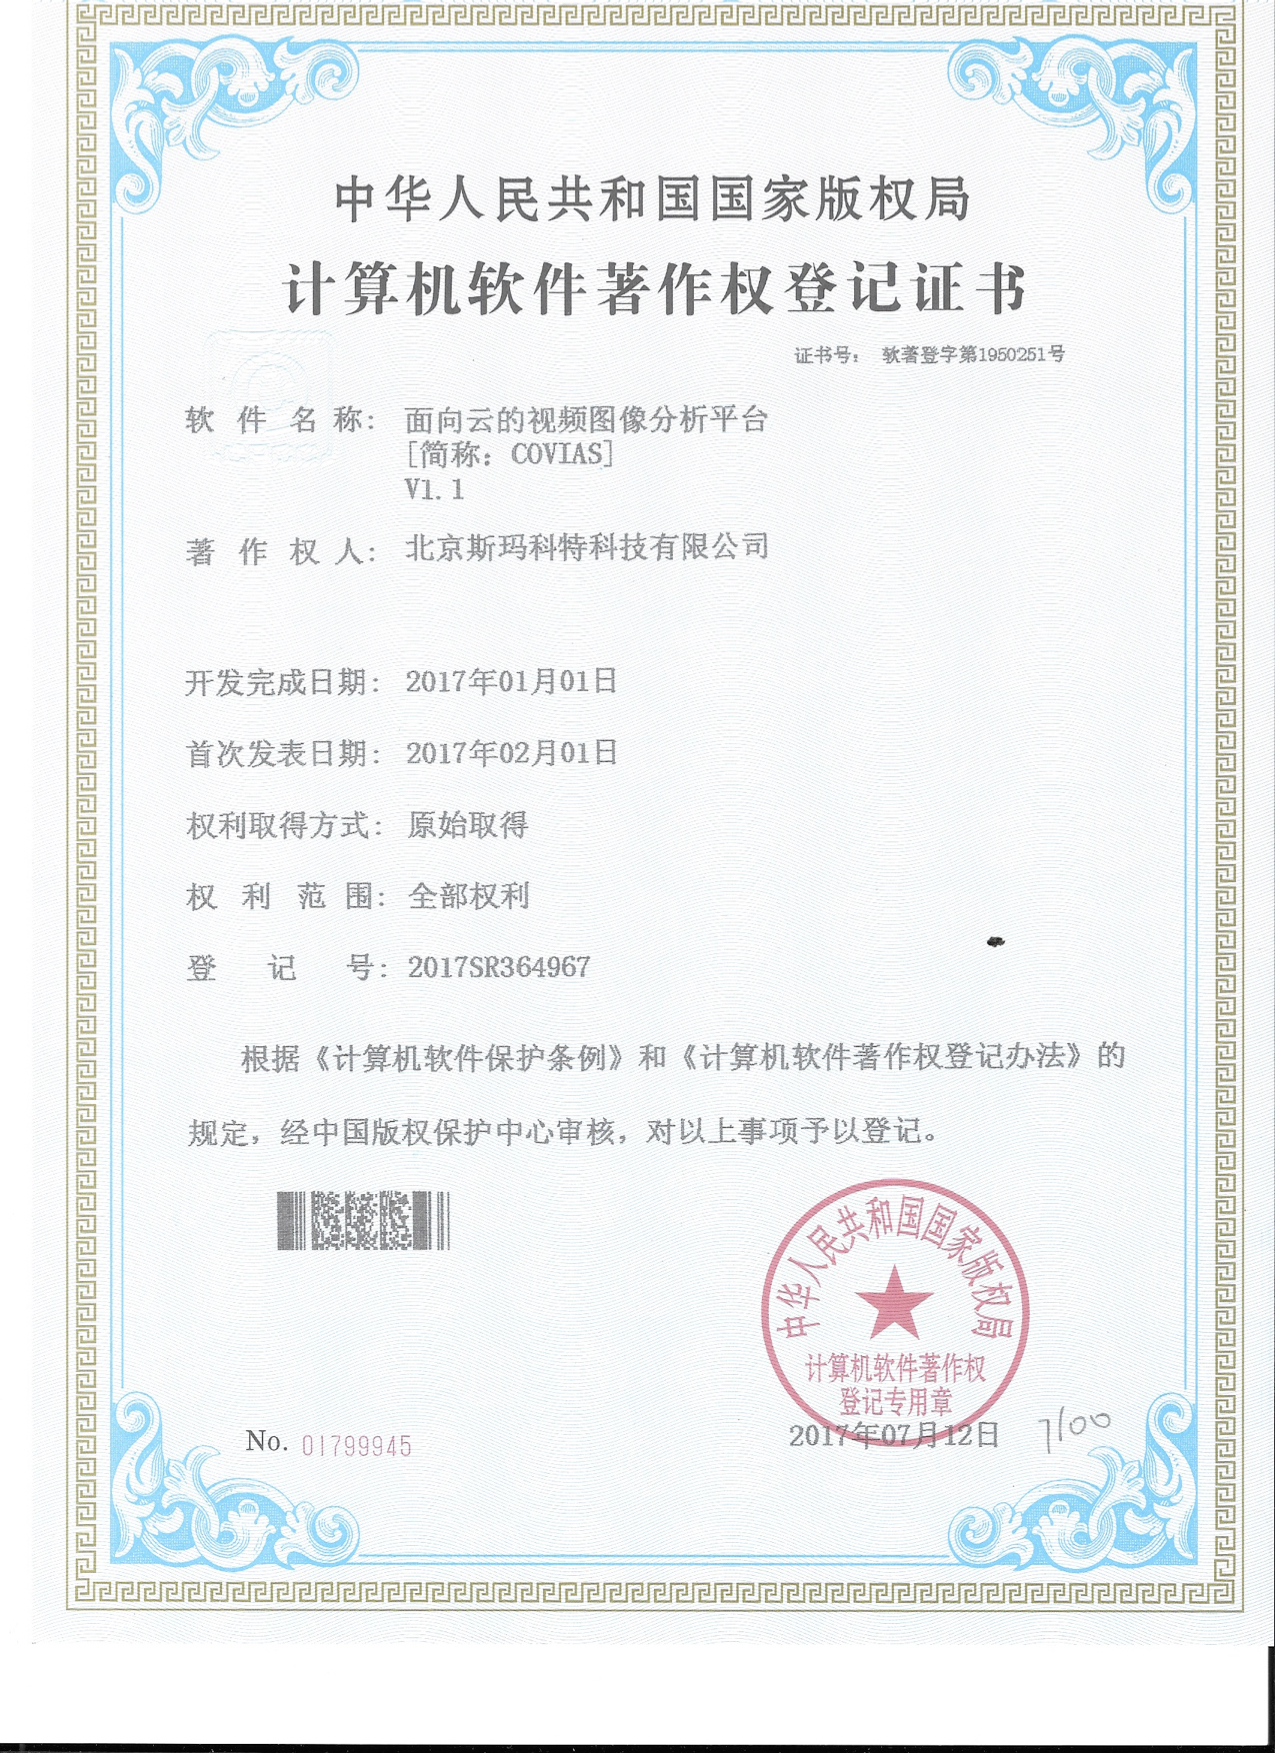 中华人民共和国国家版权局
计算机软件著作权登记证书
证书号： 软著登字第1950251号
软件名称： 面向云的视频图像分析平台
[简称：COVIAS]
V1.1
著作权人： 北京斯玛科特科技有限公司
开发完成日期： 2017年01月01日
首次发表日期： 2017年02月01日
权利取得方式： 原始取得
权利范围： 全部权利
登记号： 2017SR364967
根据《计算机软件保护条例》和《计算机软件著作权登记办法》的
规定，经中国版权保护中心审核，对以上事项予以登记。
中华人民共和国国家版权局
计算机软件著作权
登记专用章
2017年07月12日
No. 01799945